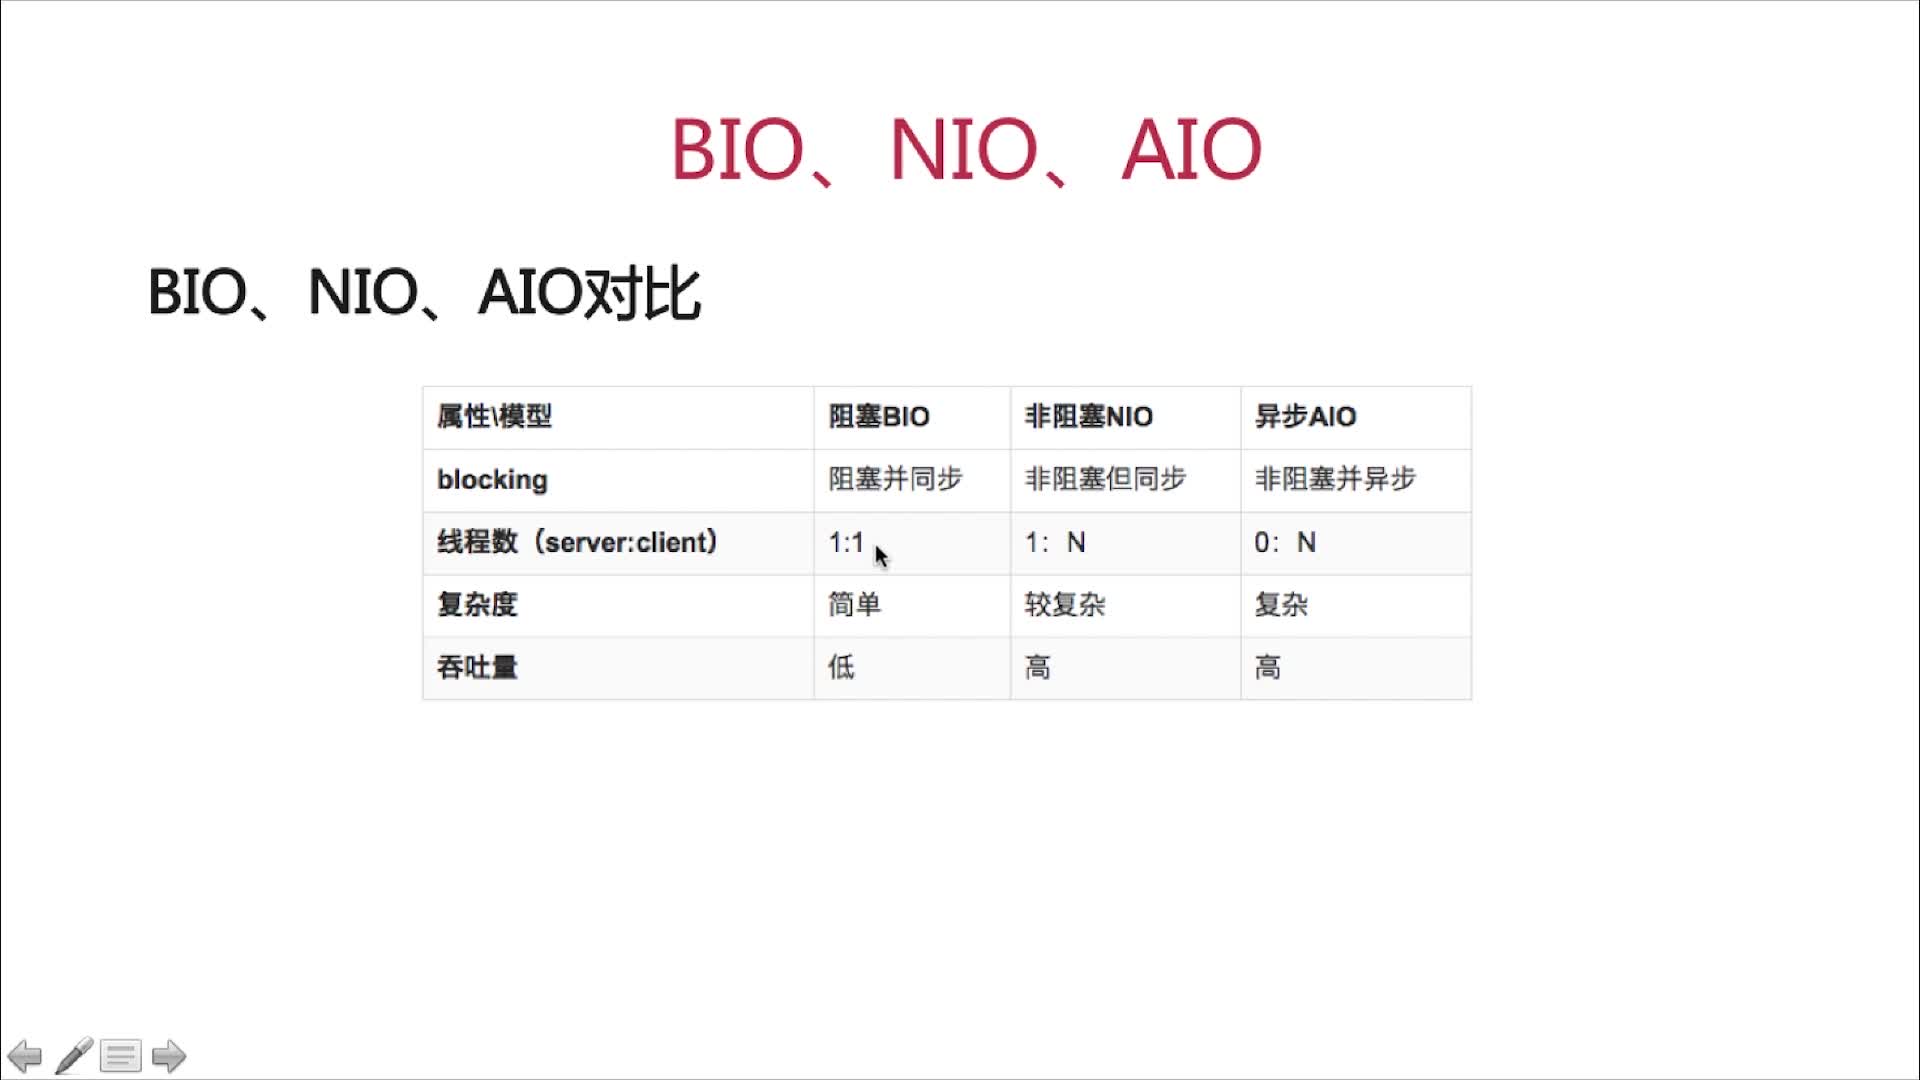 BIO、NIO、AIO
BIO、NIO、AIO对比
属性\模型 阻塞BIO 非阻塞NIO 异步AIO
blocking 阻塞并同步 非阻塞但同步 非阻塞并异步
线程数（server:client） 1:1 1：N 0：N
复杂度 简单 较复杂 复杂
吞吐量 低 高 高